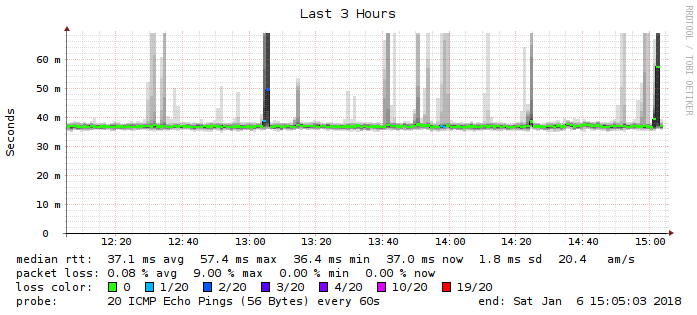 Last 3 Hours
RRDTOOL / TOBI OETIKER
Seconds
60 m
50 m
40 m
30 m
20 m
10 m
0
12:20 12:40 13:00 13:20 13:40 14:00 14:20 14:40 15:00
median rtt: 37.1 ms avg 57.4 ms max 36.4 ms min 37.0 ms now 1.8 ms sd 20.4 am/s
packet loss: 0.08 % avg 9.00 % max 0.00 % min 0.00 % now
loss color: 0 1/20 2/20 3/20 4/20 10/20 19/20
probe: 20 ICMP Echo Pings (56 Bytes) every 60s end: Sat Jan 6 15:05:03 2018